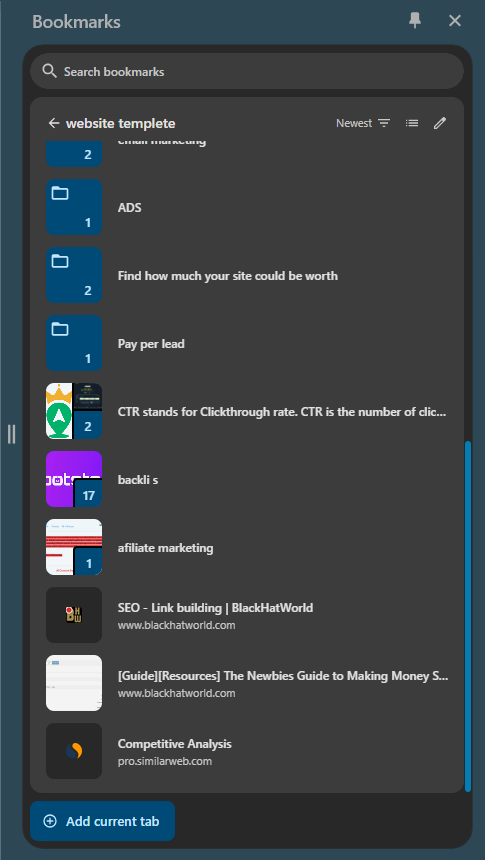 Bookmarks
Search bookmarks
website templete
Newest
email marketing
2
ADS
1
Find how much your site could be worth
2
Pay per lead
1
CTR stands for Clickthrough rate. CTR is the number of clic...
2
backli s
17
afiliate marketing
1
SEO - Link building | BlackHatWorld
www.blackhatworld.com
[Guide][Resources] The Newbies Guide to Making Money S...
www.blackhatworld.com
Competitive Analysis
pro.similarweb.com
Add current tab